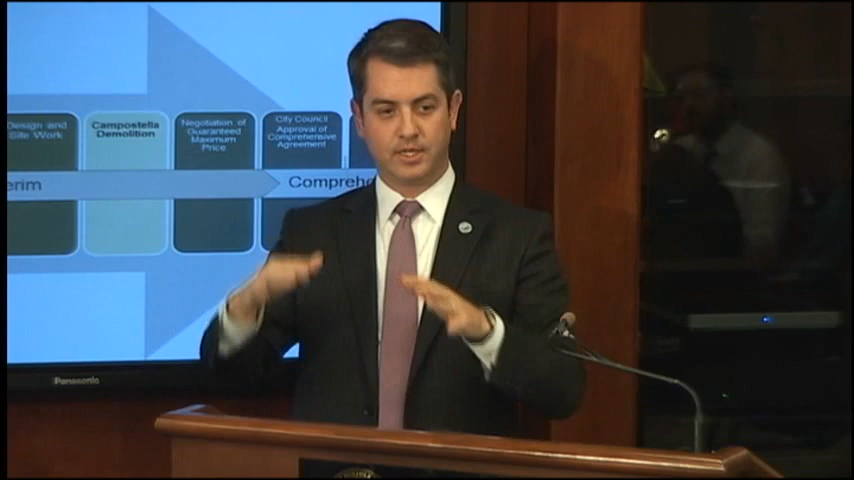 Design and
Site Work
Campostella
Demolition
Negotiation of
Guaranteed
Maximum
Price
City Council
Approval of
Comprehensive
Agreement
erim
Comprehe
Panasonic